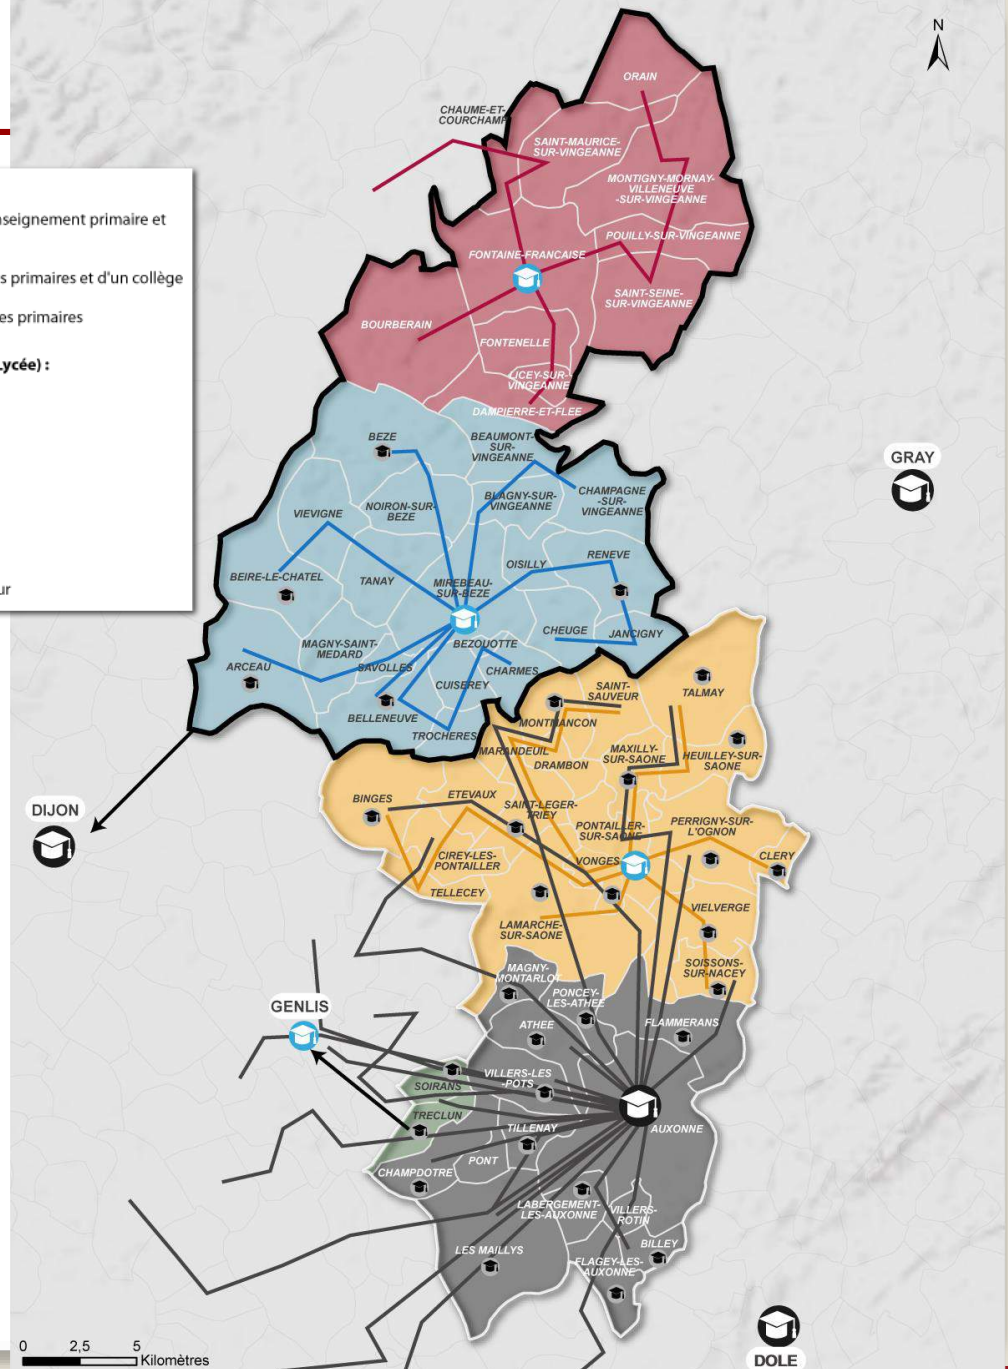 N
nseignement primaire et
s primaires et d'un collège
es primaires
Lycée) :
ur
ORAIN
CHAUME-ET-
COURCHAMP
SAINT-MAURICE-
SUR-VINGEANNE
MONTIGNY-MORNAY-
VILLENEUVE
-SUR-VINGEANNE
POUILLY-SUR-VINGEANNE
FONTAINE-FRANCAISE
SAINT-SEINE-
SUR-VINGEANNE
BOURBERAIN
FONTENELLE
LICEY-SUR-
VINGEANNE
DAMPIERRE-ET-FLEE
BEZE
BEAUMONT-
SUR-
VINGEANNE
GRAY
NOIRON-SUR-
BEZE
BLAGNY-SUR-
VINGEANNE
CHAMPAGNE
-SUR-
VINGEANNE
VIEVIGNE
OISILLY
RENEVE
BEIRE-LE-CHATEL
TANAY
MIREBEAU-
SUR-BEZE
CHEUGE
JANCIGNY
MAGNY-SAINT-
MEDARD
BEZOUOTTE
ARCEAU
SAVOLLES
CHARMES
CUISEREY
BELLENEUVE
TROCHERES
SAINT-
SAUVEUR
TALMAY
MONTMANCON
MARANDEUIL
DRAMBON
MAXILLY-
SUR-SAONE
HEUILLEY-SUR-
SAONE
DIJON
BINGES
ETEVAUX
SAINT-LEGER-
TRIEY
PONTAILLER-
SUR-SAONE
PERRIGNY-SUR-
L'OGNON
CIREY-LES-
PONTAILLER
VONGES
CLERY
TELLECEY
LAMARCHE-
SUR-SAONE
VIELVERGE
SOISSONS-
SUR-NACEY
MAGNY-
MONTARLOT
PONCEY-
LES-ATHEE
GENLIS
ATHEE
FLAMMERANS
SOIRANS
VILLERS-LES
-POTS
TRECLUN
TILLENAY
AUXONNE
PONT
CHAMPDOTRE
LABERGEMENT-
LES-AUXONNE
VILLERS-
ROTIN
LES MAILLYS
BILLEY
FLAGEY-LES-
AUXONNE
DOLE
0 2,5 5
Kilomètres